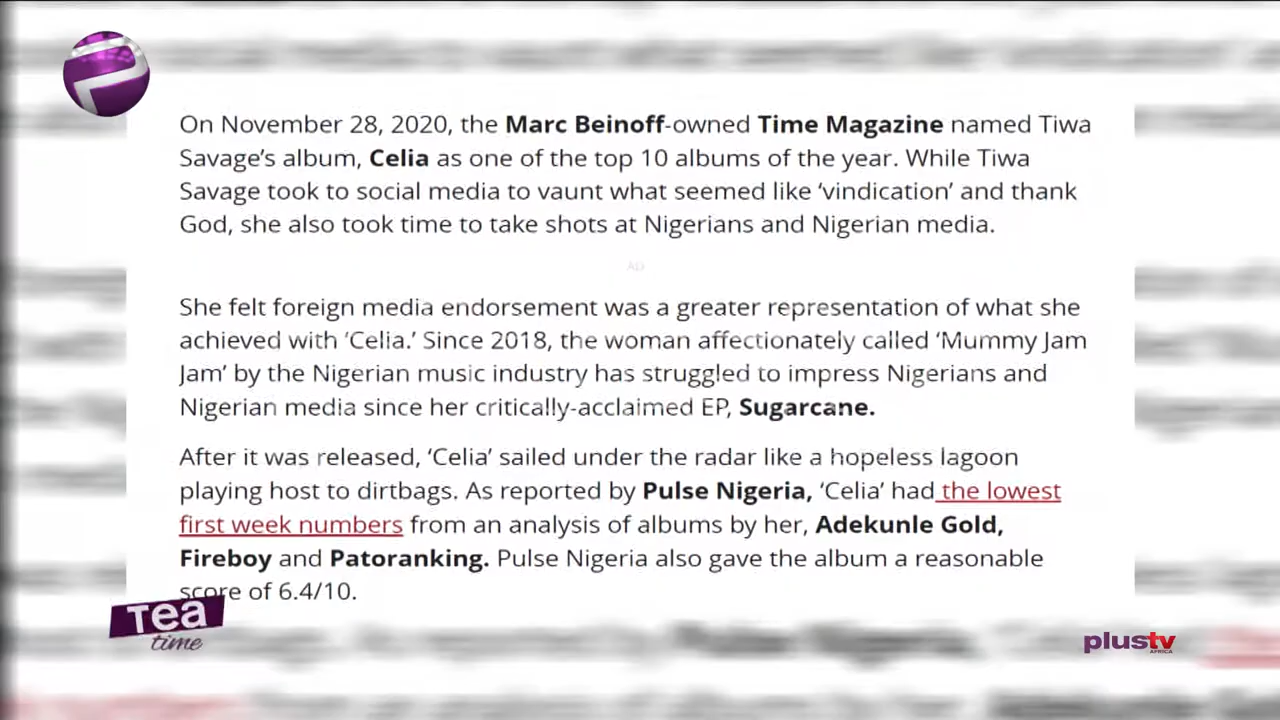 On November 28, 2020, the Marc Beinoff-owned Time Magazine named Tiwa
Savage's album, Celia as one of the top 10 albums of the year. While Tiwa
Savage took to social media to vaunt what seemed like 'vindication' and thank
God, she also took time to take shots at Nigerians and Nigerian media.
AD
She felt foreign media endorsement was a greater representation of what she
achieved with 'Celia.' Since 2018, the woman affectionately called 'Mummy Jam
Jam' by the Nigerian music industry has struggled to impress Nigerians and
Nigerian media since her critically-acclaimed EP, Sugarcane.
After it was released, 'Celia' sailed under the radar like a hopeless lagoon
playing host to dirtbags. As reported by Pulse Nigeria, 'Celia' had the lowest
first week numbers from an analysis of albums by her, Adekunle Gold,
Fireboy and Patoranking. Pulse Nigeria also gave the album a reasonable
score of 6.4/10.
Tea
time
plustv
AFRICA